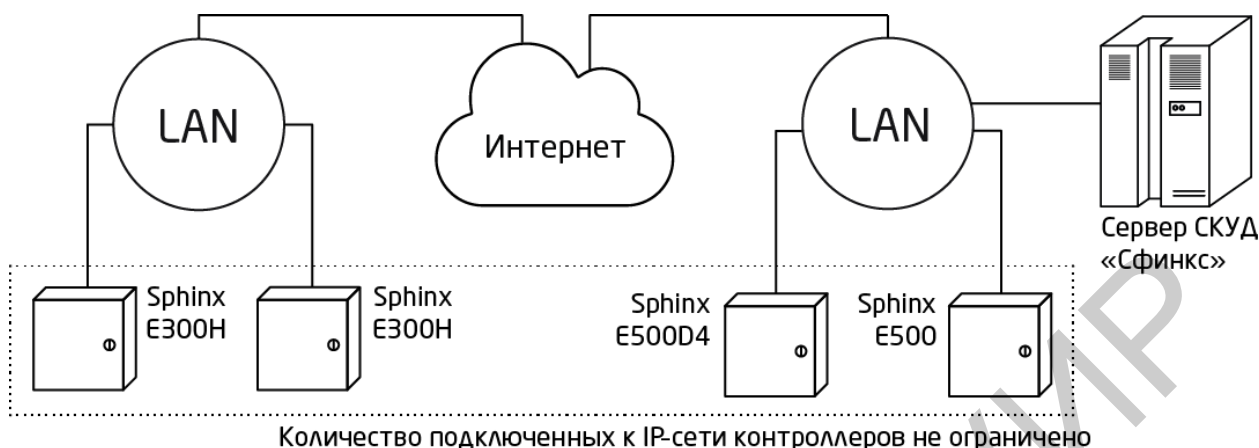 LAN
Интернет
LAN
Сервер СКУД
«Сфинкс»
Sphinx
E300H
Sphinx
E300H
Sphinx
E500D4
Sphinx
E500
Количество подключенных к IP-сети контроллеров не ограничено